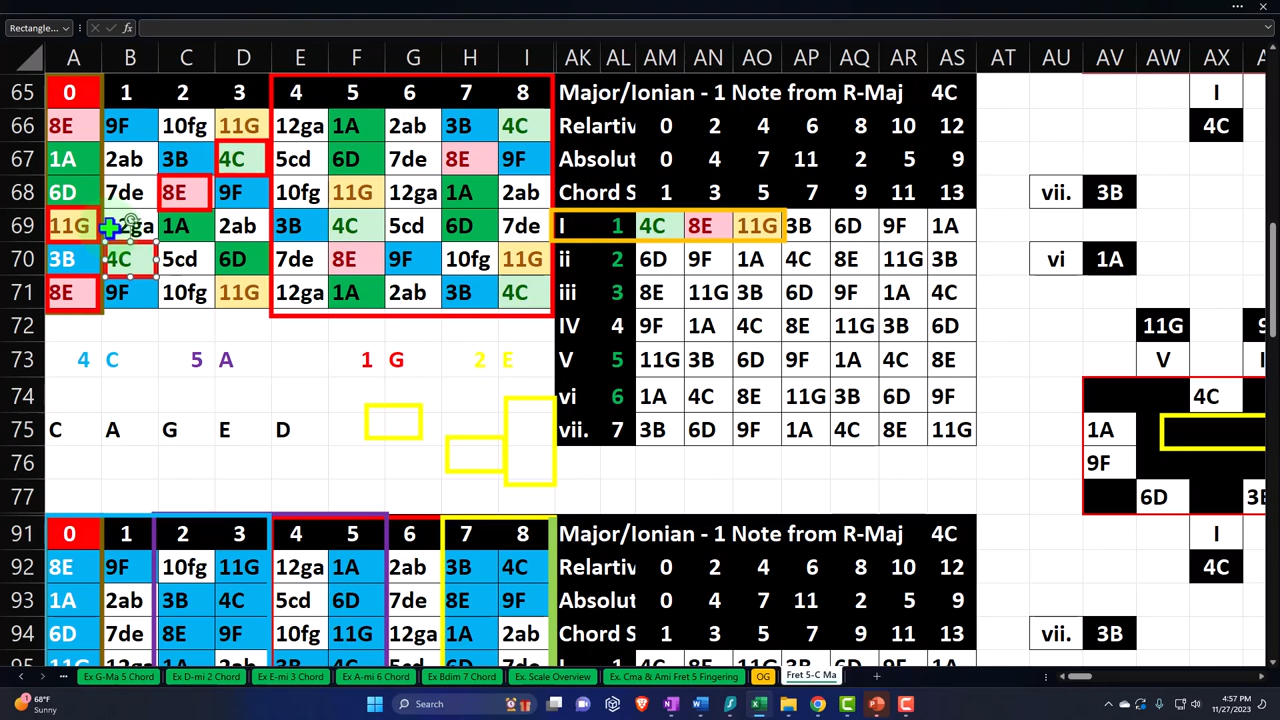 Rectangle...
fx
A B C D E F G H I AK AL AM AN AO AP AQ AR AS AT AU AV AW AX
65 0 1 2 3 4 5 6 7 8 Major/Ionian - 1 Note from R-Maj 4C I
66 8E 9F 10fg 11G 12ga 1A 2ab 3B 4C Relartiv 0 2 4 6 8 10 12 4C
67 1A 2ab 3B 4C 5cd 6D 7de 8E 9F Absolut 0 4 7 11 2 5 9
68 6D 7de 8E 9F 10fg 11G 12ga 1A 2ab Chord S 1 3 5 7 9 11 13 vii. 3B
69 11G 1A 2ab 3B 4C 5cd 6D 7de I 1 4C 8E 11G 3B 6D 9F 1A
70 3B 4C 5cd 6D 7de 8E 9F 10fg 11G ii 2 6D 9F 1A 4C 8E 11G 3B vi 1A
71 8E 9F 10fg 11G 12ga 1A 2ab 3B 4C iii 3 8E 11G 3B 6D 9F 1A 4C
72 IV 4 9F 1A 4C 8E 11G 3B 6D 11G
73 4 C 5 A 1 G 2 E V 5 11G 3B 6D 9F 1A 4C 8E V
74 vi 6 1A 4C 8E 11G 3B 6D 9F 4C
75 C A G E D vii. 7 3B 6D 9F 1A 4C 8E 11G 1A
76 9F
77 6D
91 0 1 2 3 4 5 6 7 8 Major/Ionian - 1 Note from R-Maj 4C I
92 8E 9F 10fg 11G 12ga 1A 2ab 3B 4C Relartiv 0 2 4 6 8 10 12 4C
93 1A 2ab 3B 4C 5cd 6D 7de 8E 9F Absolut 0 4 7 11 2 5 9
94 6D 7de 8E 9F 10fg 11G 12ga 1A 2ab Chord S 1 3 5 7 9 11 13 vii. 3B
Ex G-Ma 5 Chord Ex D-mi 2 Chord Ex E-mi 3 Chord Ex A-mi 6 Chord Ex Bdim 7 Chord Ex. Scale Overview Ex. Cma & Ami Fret 5 Fingering OG Fret 5-C Ma
68°F
Sunny
Search
4:57 PM
11/27/2023